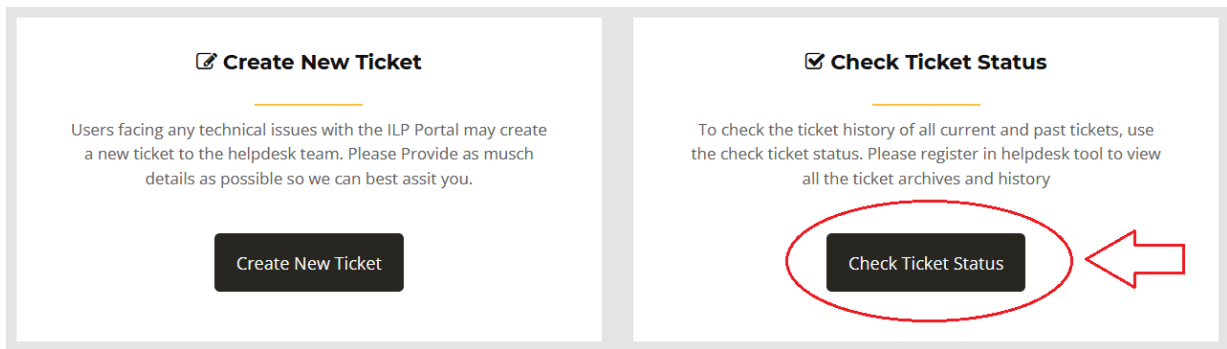 Create New Ticket
Users facing any technical issues with the ILP Portal may create
a new ticket to the helpdesk team. Please Provide as musch
details as possible so we can best assit you.
Create New Ticket
Check Ticket Status
To check the ticket history of all current and past tickets, use
the check ticket status. Please register in helpdesk tool to view
all the ticket archives and history
Check Ticket Status